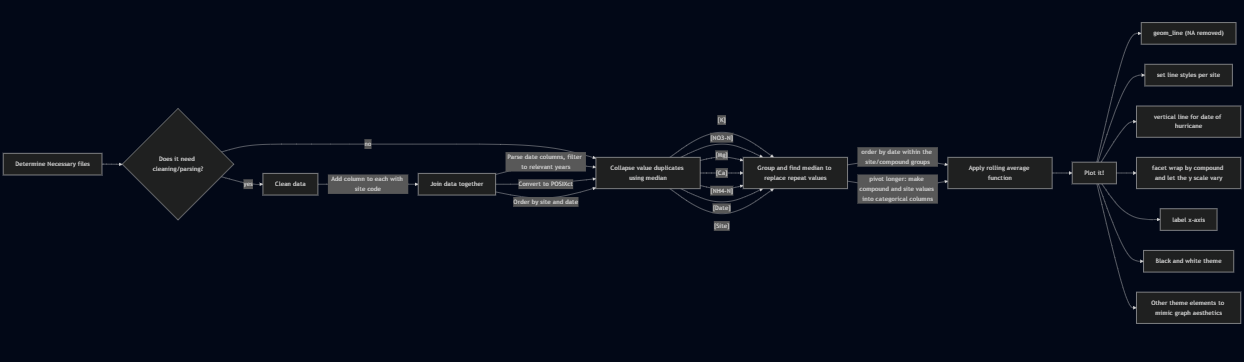 Determine Necessary files
Does it need
cleaning/parsing?
no
yes
Clean data
Add column to each with
site code
Join data together
Parse date columns, filter
to relevant years
Convert to POSIXct
Order by site and date
Collapse value duplicates
using median
[K]
[NO3-N]
[Mg]
[Ca]
[NH4-N]
[Date]
[Site]
Group and find median to
replace repeat values
order by date within the
site/compound groups
pivot longer: make
compound and site values
into categorical columns
Apply rolling average
function
Plot it!
geom_line (NA removed)
set line styles per site
vertical line for date of
hurricane
facet wrap by compound
and let the y scale vary
label x-axis
Black and white theme
Other theme elements to
mimic graph aesthetics